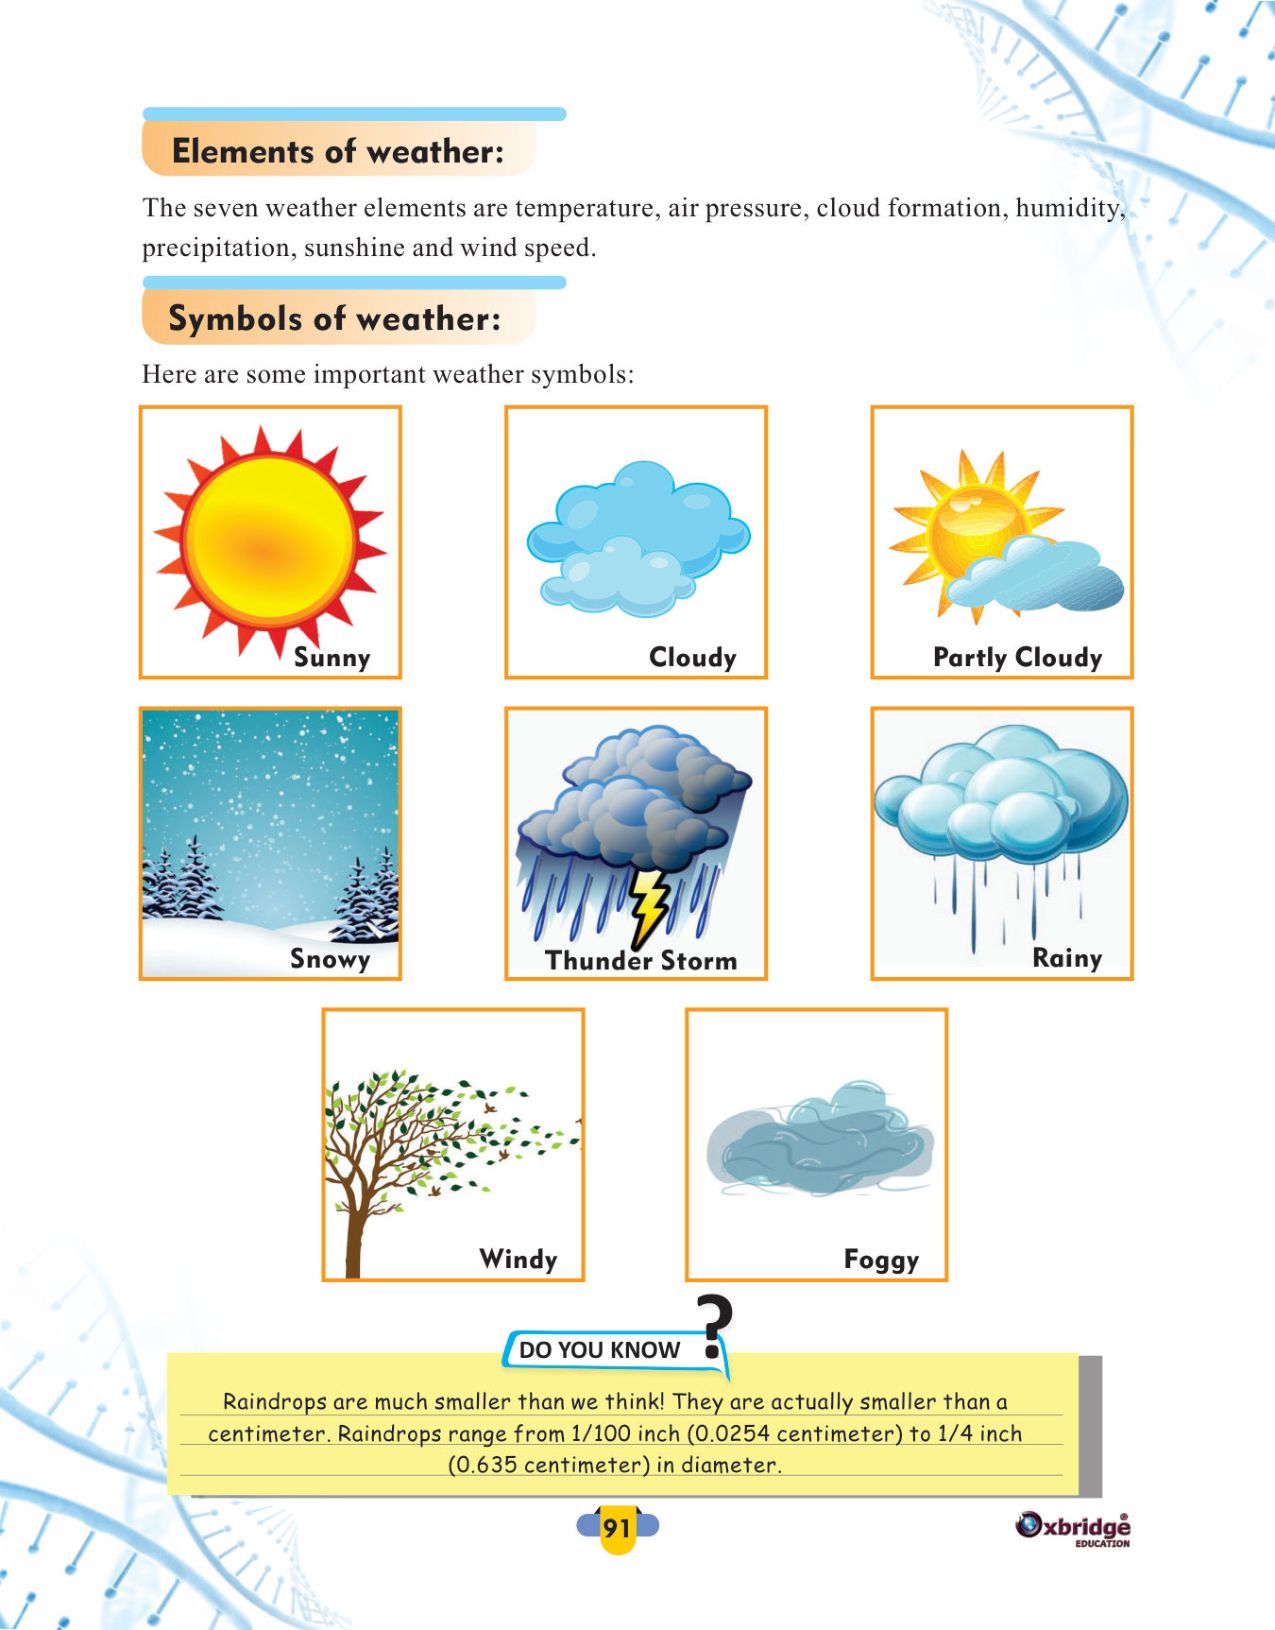 Elements of weather:
The seven weather elements are temperature, air pressure, cloud formation, humidity,
precipitation, sunshine and wind speed.
Symbols of weather:
Here are some important weather symbols:
Sunny
Cloudy
Partly Cloudy
Snowy
Thunder Storm
Rainy
Windy
Foggy
DO YOU KNOW ?
Raindrops are much smaller than we think! They are actually smaller than a
centimeter. Raindrops range from 1/100 inch (0.0254 centimeter) to 1/4 inch
(0.635 centimeter) in diameter.
91
Oxbridge®
EDUCATION